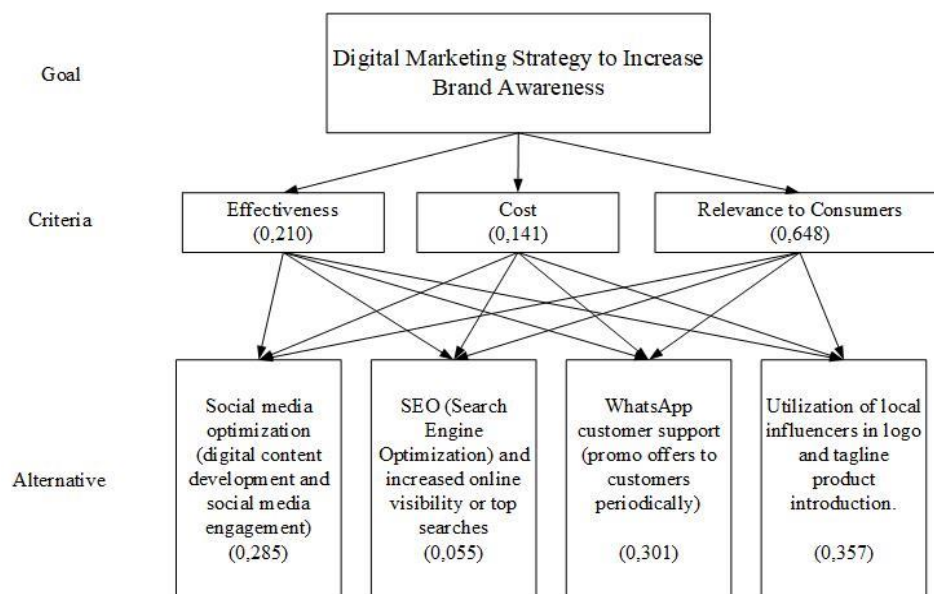 Goal
Digital Marketing Strategy to Increase
Brand Awareness
Criteria
Effectiveness
(0,210)
Cost
(0,141)
Relevance to Consumers
(0,648)
Alternative
Social media
optimization
(digital content
development and
social media
engagement)
(0,285)
SEO (Search
Engine
Optimization) and
increased online
visibility or top
searches
(0,055)
WhatsApp
customer support
(promo offers to
customers
periodically)
(0,301)
Utilization of local
influencers in logo
and tagline
product
introduction.
(0,357)